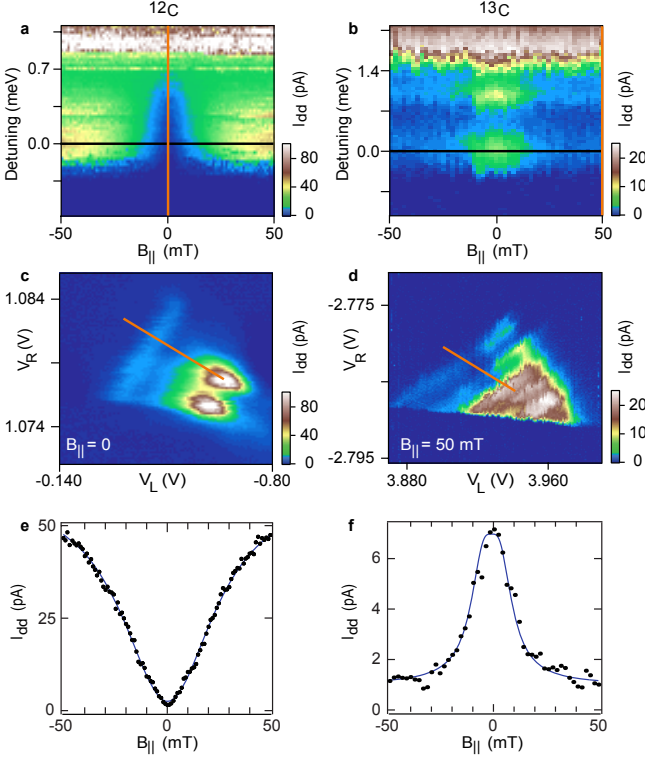 12C
13C
a
b
Detuning (meV)
0.7
0.0
Idd (pA)
80
40
0
-50
0
50
B|| (mT)
Detuning (meV)
1.4
0.0
Idd (pA)
20
10
0
-50
0
50
B|| (mT)
c
d
VR (V)
1.084
1.074
B|| = 0
Idd (pA)
80
40
0
-0.140
-0.80
VL (V)
VR (V)
-2.775
-2.795
B|| = 50 mT
Idd (pA)
20
10
0
3.880
3.960
VL (V)
e
f
Idd (pA)
50
25
0
-50
0
50
B|| (mT)
Idd (pA)
6
4
2
0
-50
0
50
B|| (mT)